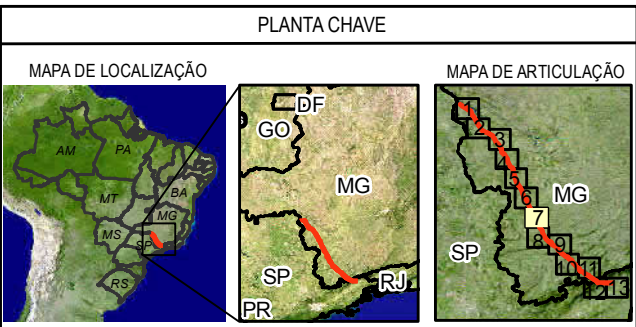 PLANTA CHAVE
MAPA DE LOCALIZAÇÃO
AM
PA
MT
BA
MG
MS
SP
RS
DF
GO
MG
SP
RJ
PR
MAPA DE ARTICULAÇÃO
1
2
3
4
5
6
MG
7
8
9
SP
10
11
12
13